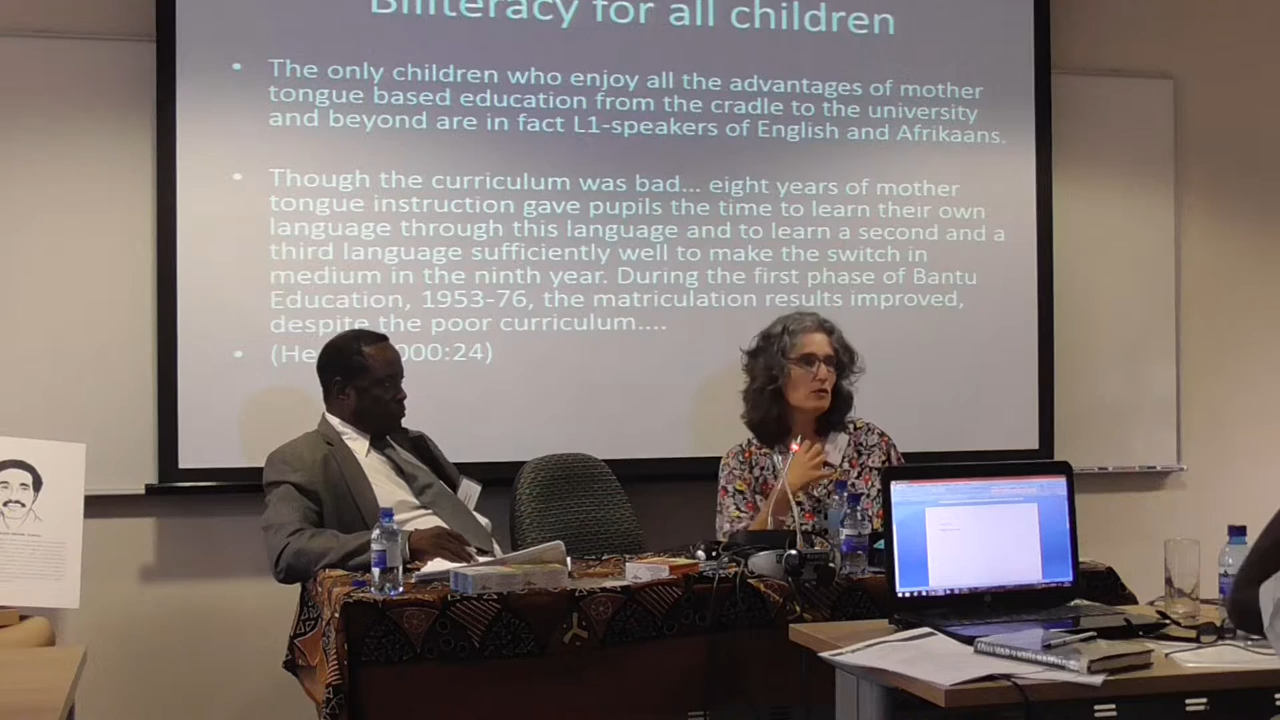 Biliteracy for all children
• The only children who enjoy all the advantages of mother
tongue based education from the cradle to the university
and beyond are in fact L1-speakers of English and Afrikaans.
• Though the curriculum was bad... eight years of mother
tongue instruction gave pupils the time to learn their own
language through this language and to learn a second and a
third language sufficiently well to make the switch in
medium in the ninth year. During the first phase of Bantu
Education, 1953-76, the matriculation results improved,
despite the poor curriculum....
• (He 000:24)